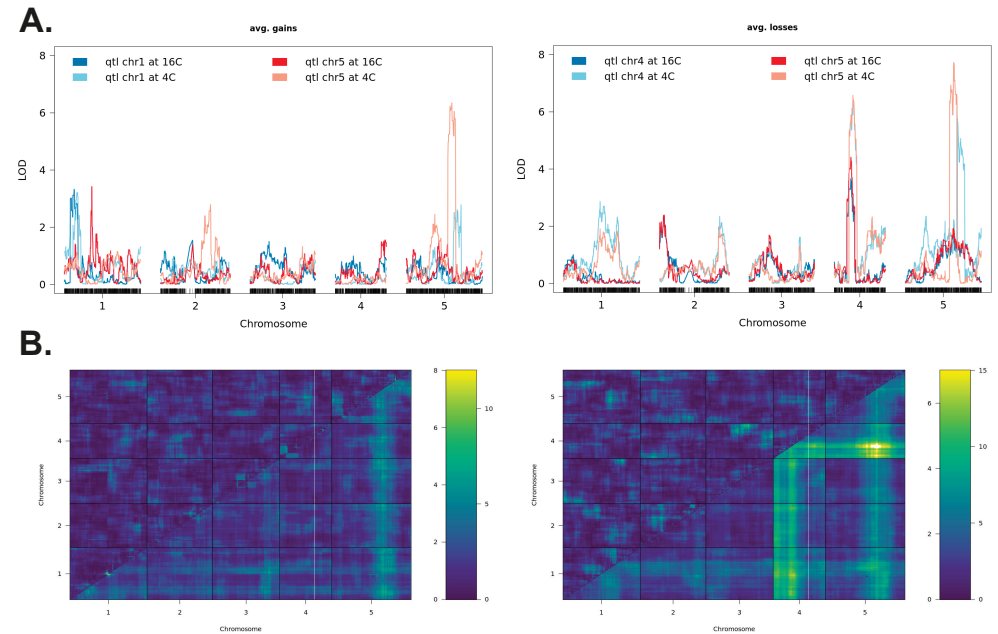 A.
avg. gains
avg. losses
qtl chr1 at 16C
qtl chr1 at 4C
qtl chr5 at 16C
qtl chr5 at 4C
qtl chr4 at 16C
qtl chr4 at 4C
qtl chr5 at 16C
qtl chr5 at 4C
8
6
4
2
0
LOD
1
2
3
4
5
Chromosome
8
6
4
2
0
LOD
1
2
3
4
5
Chromosome
B.
5
4
3
2
1
Chromosome
1
2
3
4
5
Chromosome
8
6
4
2
0
10
5
0
5
4
3
2
1
Chromosome
1
2
3
4
5
Chromosome
6
4
2
0
15
10
5
0